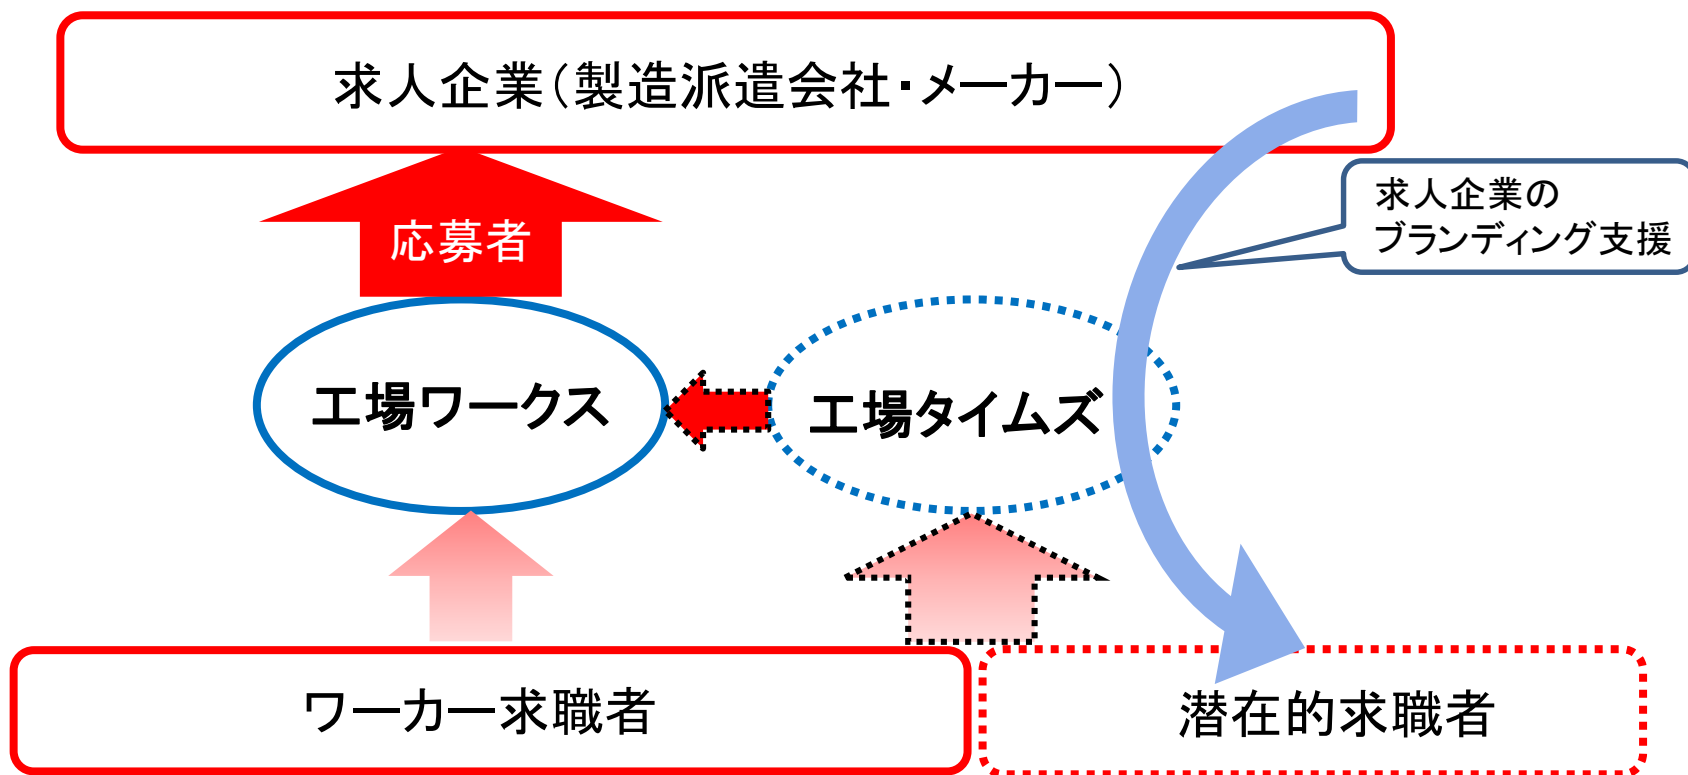 求人企業（製造派遣会社・メーカー）
求人企業の
ブランディング支援
応募者
工場ワークス
工場タイムズ
ワーカー求職者
潜在的求職者